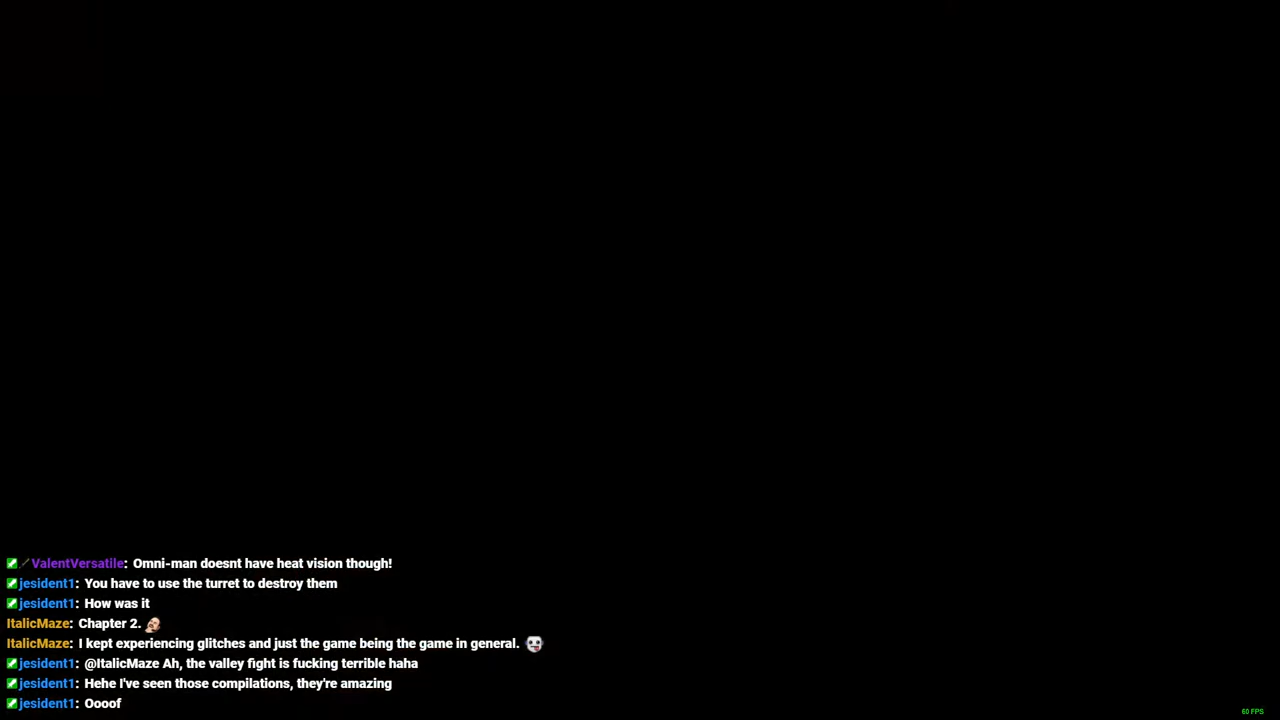 ValentVersatile: Omni-man doesnt have heat vision though!
jesident1: You have to use the turret to destroy them
jesident1: How was it
ItalicMaze: Chapter 2.
ItalicMaze: I kept experiencing glitches and just the game being the game in general.
jesident1: @ItalicMaze Ah, the valley fight is fucking terrible haha
jesident1: Hehe I've seen those compilations, they're amazing
jesident1: Oooof
60 FPS